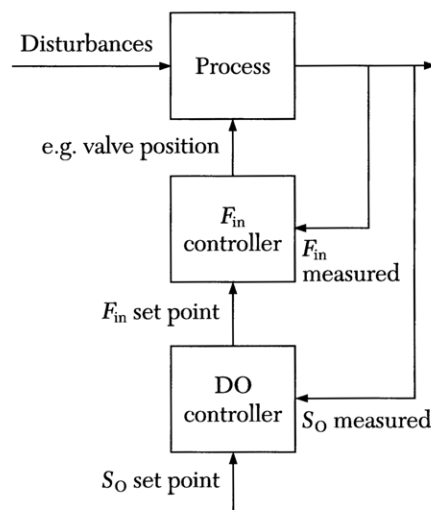 Disturbances
Process
e.g. valve position
F_in
controller
F_in
measured
F_in set point
DO
controller
S_O measured
S_O set point